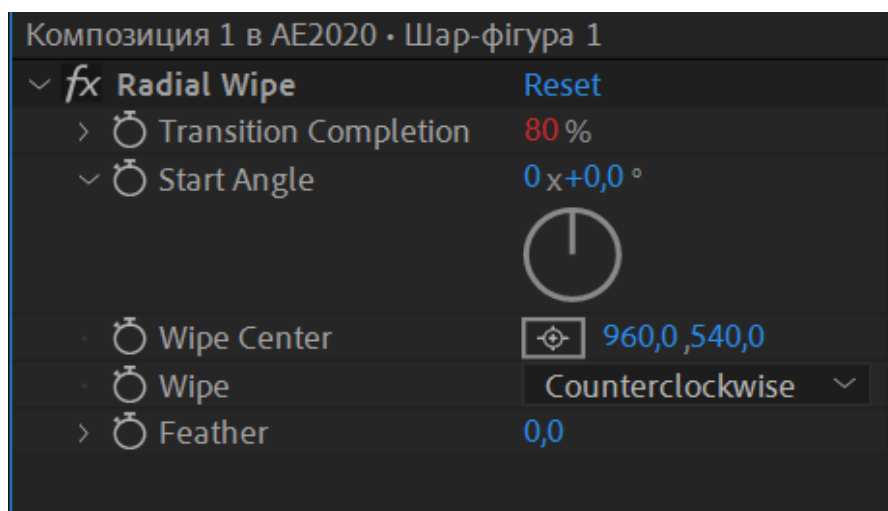 Композиция 1 в AE2020 • Шар-фігура 1
fx Radial Wipe Reset
Transition Completion 80 %
Start Angle 0 x+0,0 °
Wipe Center 960,0 ,540,0
Wipe Counterclockwise
Feather 0,0